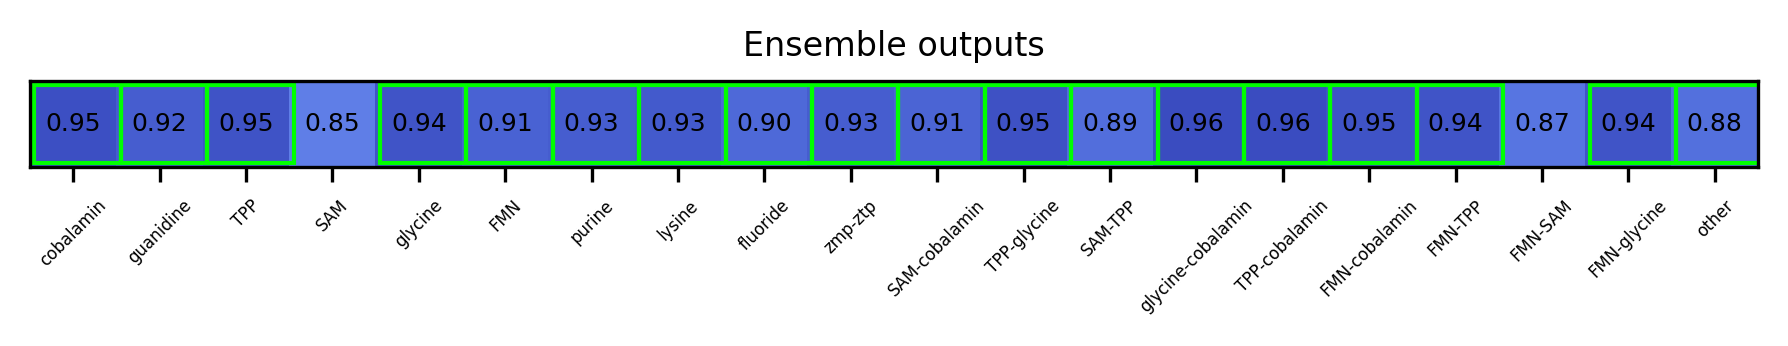 Ensemble outputs
0.95 0.92 0.95 0.85 0.94 0.91 0.93 0.93 0.90 0.93 0.91 0.95 0.89 0.96 0.96 0.95 0.94 0.87 0.94 0.88
cobalamin guanidine TPP SAM glycine FMN purine lysine fluoride zmp-ztp SAM-cobalamin TPP-glycine SAM-TPP glycine-cobalamin TPP-cobalamin FMN-cobalamin FMN-TPP FMN-SAM FMN-glycine other